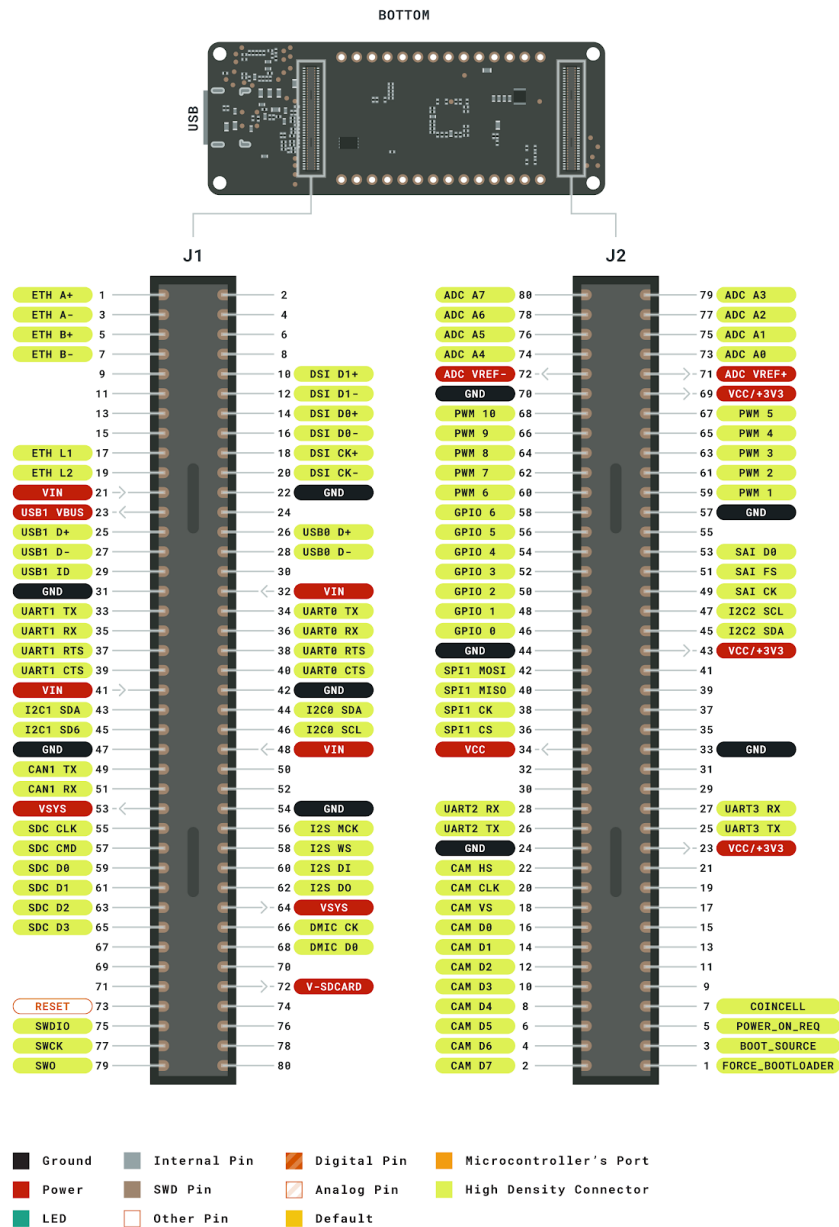 BOTTOM
USB
J1
J2
ETH A+ 1 2
ETH A- 3 4
ETH B+ 5 6
ETH B- 7 8
9 10 DSI D1+
11 12 DSI D1-
13 14 DSI D0+
15 16 DSI D0-
ETH L1 17 18 DSI CK+
ETH L2 19 20 DSI CK-
VIN 21 22 GND
USB1 VBUS 23 24
USB1 D+ 25 26 USB0 D+
USB1 D- 27 28 USB0 D-
USB1 ID 29 30
GND 31 32 VIN
UART1 TX 33 34 UART0 TX
UART1 RX 35 36 UART0 RX
UART1 RTS 37 38 UART0 RTS
UART1 CTS 39 40 UART0 CTS
VIN 41 42 GND
I2C1 SDA 43 44 I2C0 SDA
I2C1 SD6 45 46 I2C0 SCL
GND 47 48 VIN
CAN1 TX 49 50
CAN1 RX 51 52
VSYS 53 54 GND
SDC CLK 55 56 I2S MCK
SDC CMD 57 58 I2S WS
SDC D0 59 60 I2S DI
SDC D1 61 62 I2S DO
SDC D2 63 64 VSYS
SDC D3 65 66 DMIC CK
67 68 DMIC D0
69 70
71 72 V-SDCARD
RESET 73 74
SWDIO 75 76
SWCK 77 78
SWO 79 80
ADC A7 80 79 ADC A3
ADC A6 78 77 ADC A2
ADC A5 76 75 ADC A1
ADC A4 74 73 ADC A0
ADC VREF- 72 71 ADC VREF+
GND 70 69 VCC/+3V3
PWM 10 68 67 PWM 5
PWM 9 66 65 PWM 4
PWM 8 64 63 PWM 3
PWM 7 62 61 PWM 2
PWM 6 60 59 PWM 1
GPIO 6 58 57 GND
GPIO 5 56 55
GPIO 4 54 53 SAI D0
GPIO 3 52 51 SAI FS
GPIO 2 50 49 SAI CK
GPIO 1 48 47 I2C2 SCL
GPIO 0 46 45 I2C2 SDA
GND 44 43 VCC/+3V3
SPI1 MOSI 42 41
SPI1 MISO 40 39
SPI1 CK 38 37
SPI1 CS 36 35
VCC 34 33 GND
32 31
30 29
UART2 RX 28 27 UART3 RX
UART2 TX 26 25 UART3 TX
GND 24 23 VCC/+3V3
CAM HS 22 21
CAM CLK 20 19
CAM VS 18 17
CAM D0 16 15
CAM D1 14 13
CAM D2 12 11
CAM D3 10 9
CAM D4 8 7 COINCELL
CAM D5 6 5 POWER_ON_REQ
CAM D6 4 3 BOOT_SOURCE
CAM D7 2 1 FORCE_BOOTLOADER
Ground Internal Pin Digital Pin Microcontroller's Port
Power SWD Pin Analog Pin High Density Connector
LED Other Pin Default